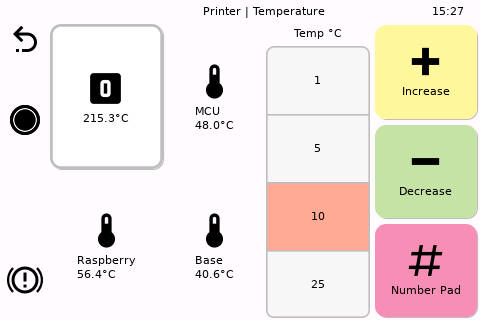 Printer | Temperature
15:27
Temp °C
0
215.3°C
MCU
48.0°C
Raspberry
56.4°C
Base
40.6°C
1
5
10
25
Increase
Decrease
#
Number Pad